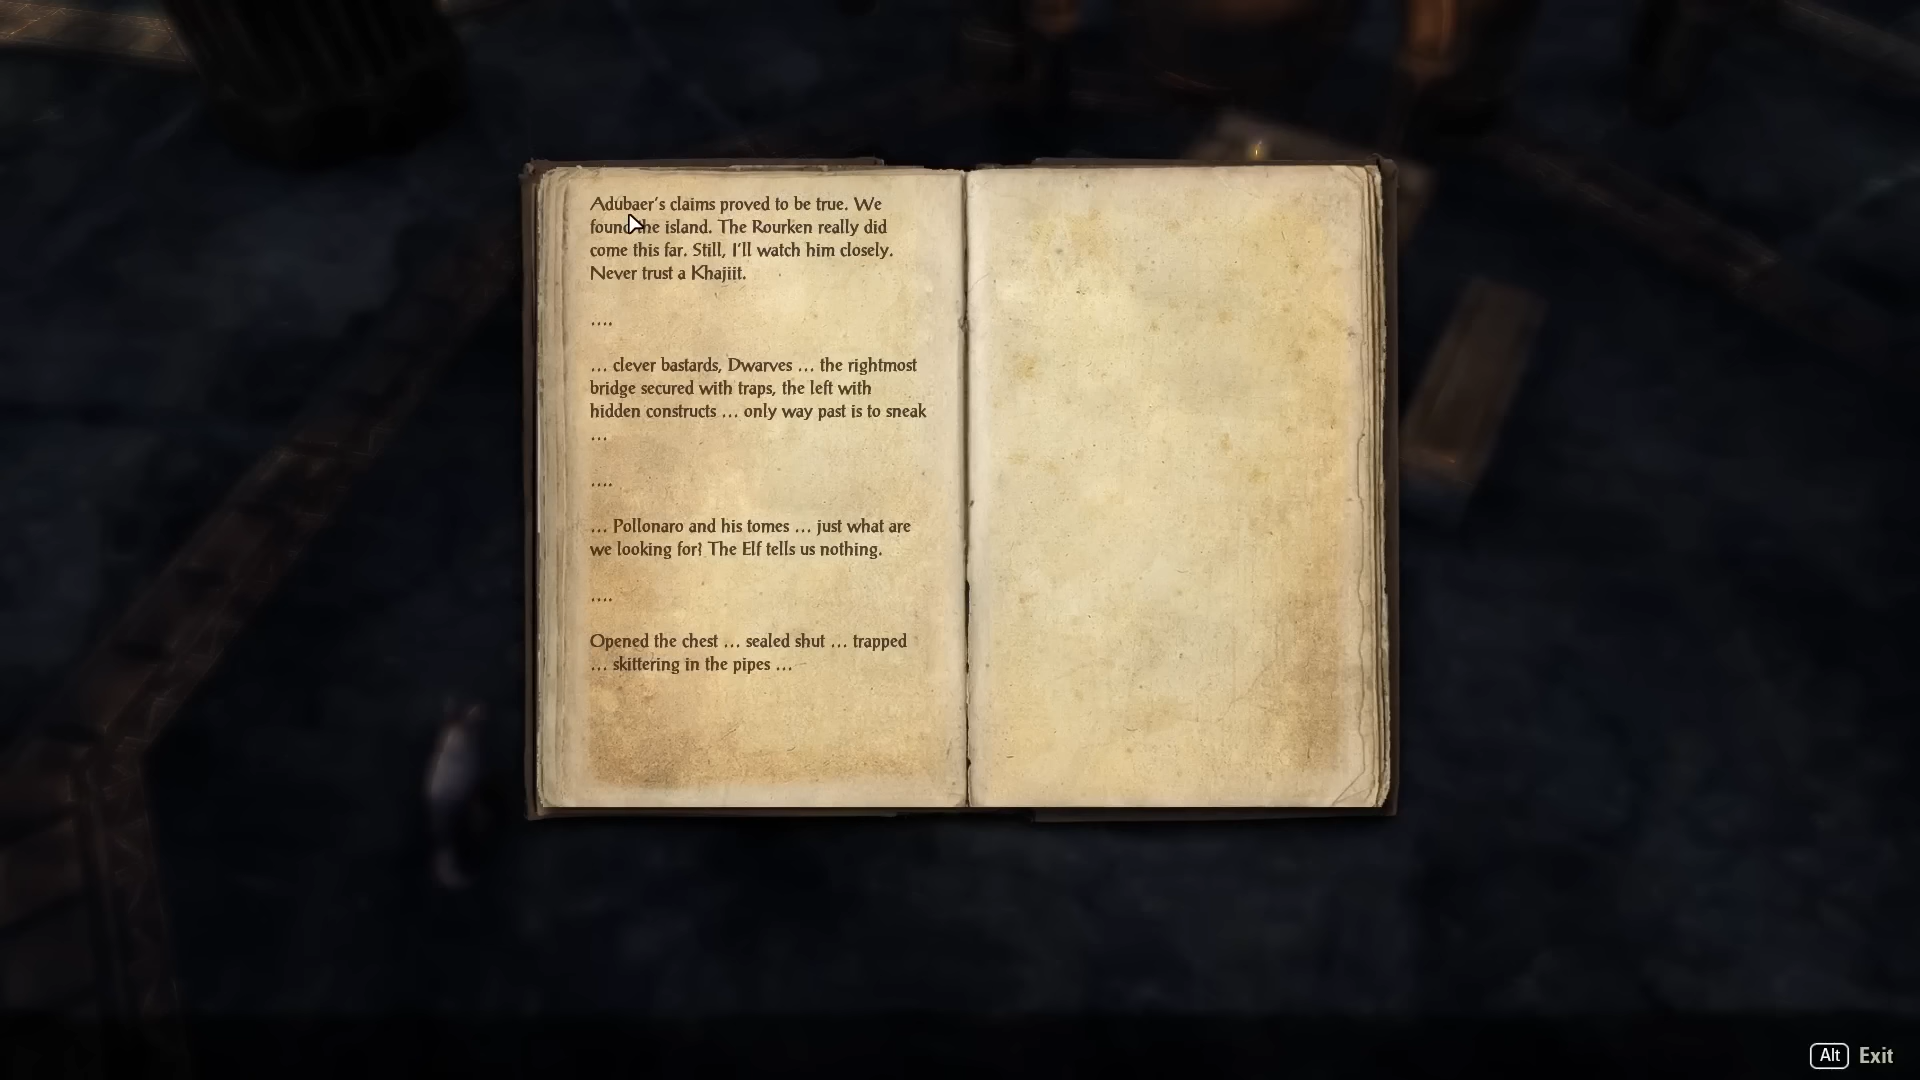 Adubaer's claims proved to be true. We
found the island. The Rourken really did
come this far. Still, I'll watch him closely.
Never trust a Khajiit.
....
... clever bastards, Dwarves ... the rightmost
bridge secured with traps, the left with
hidden constructs ... only way past is to sneak
...
....
... Pollonaro and his tomes ... just what are
we looking for? The Elf tells us nothing.
....
Opened the chest ... sealed shut ... trapped
... skittering in the pipes ...
Alt Exit